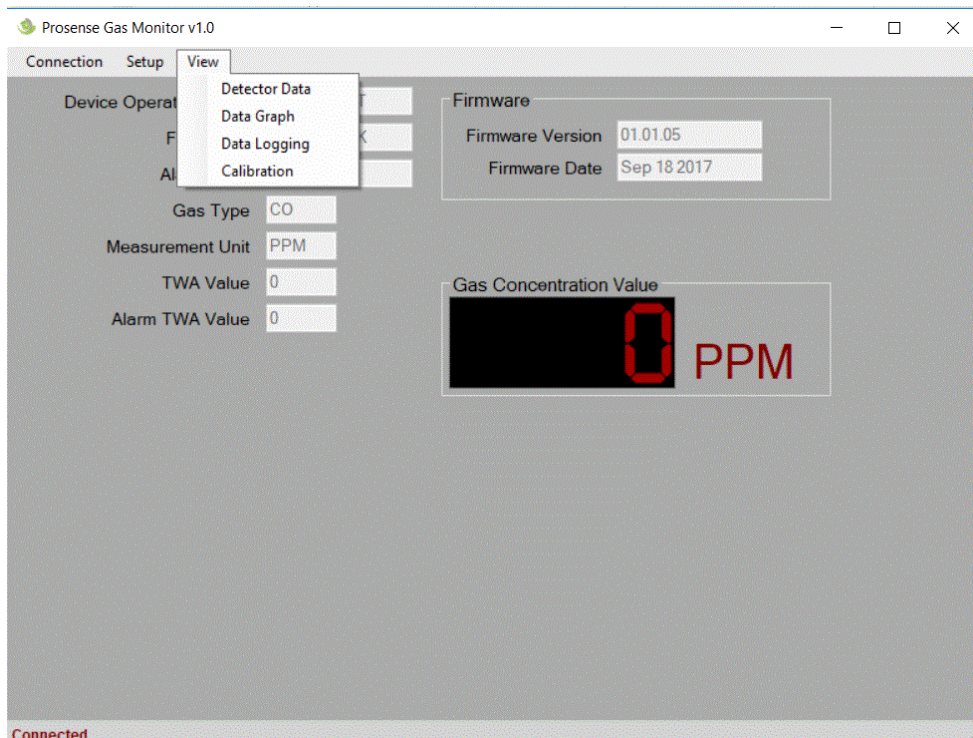 Prosense Gas Monitor v1.0
Connection Setup View
Detector Data
Data Graph
Data Logging
Calibration
Device Operat
T
F
K
Al
Gas Type CO
Measurement Unit PPM
TWA Value 0
Alarm TWA Value 0
Firmware
Firmware Version 01.01.05
Firmware Date Sep 18 2017
Gas Concentration Value
0 PPM
Connected